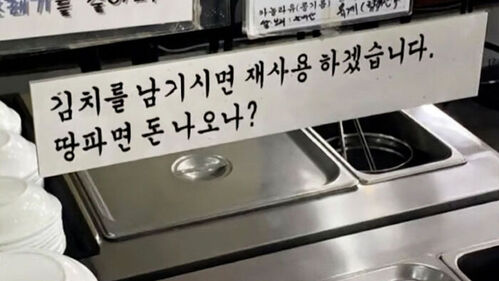 김치를 남기시면 재사용 하겠습니다.
땅파면 돈 나오나?